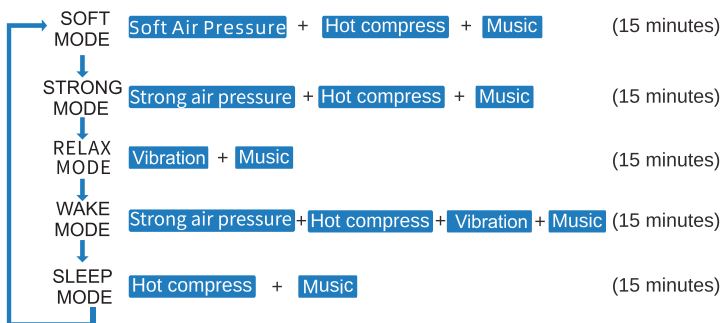 SOFT MODE Soft Air Pressure + Hot compress + Music (15 minutes)
STRONG MODE Strong air pressure + Hot compress + Music (15 minutes)
RELAX MODE Vibration + Music (15 minutes)
WAKE MODE Strong air pressure + Hot compress + Vibration + Music (15 minutes)
SLEEP MODE Hot compress + Music (15 minutes)